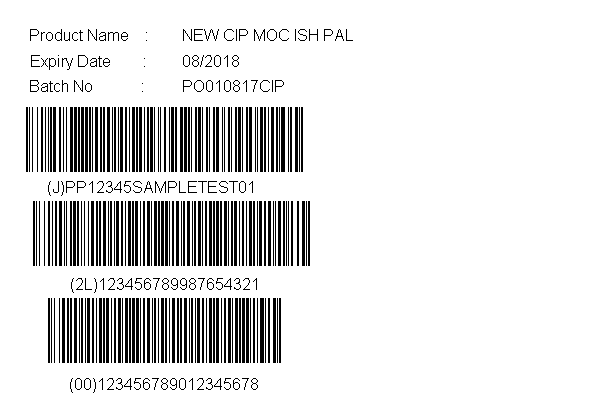 Product Name : NEW CIP MOC ISH PAL
Expiry Date : 08/2018
Batch No : PO010817CIP
(J)PP12345SAMPLETEST01
(2L)123456789987654321
(00)123456789012345678